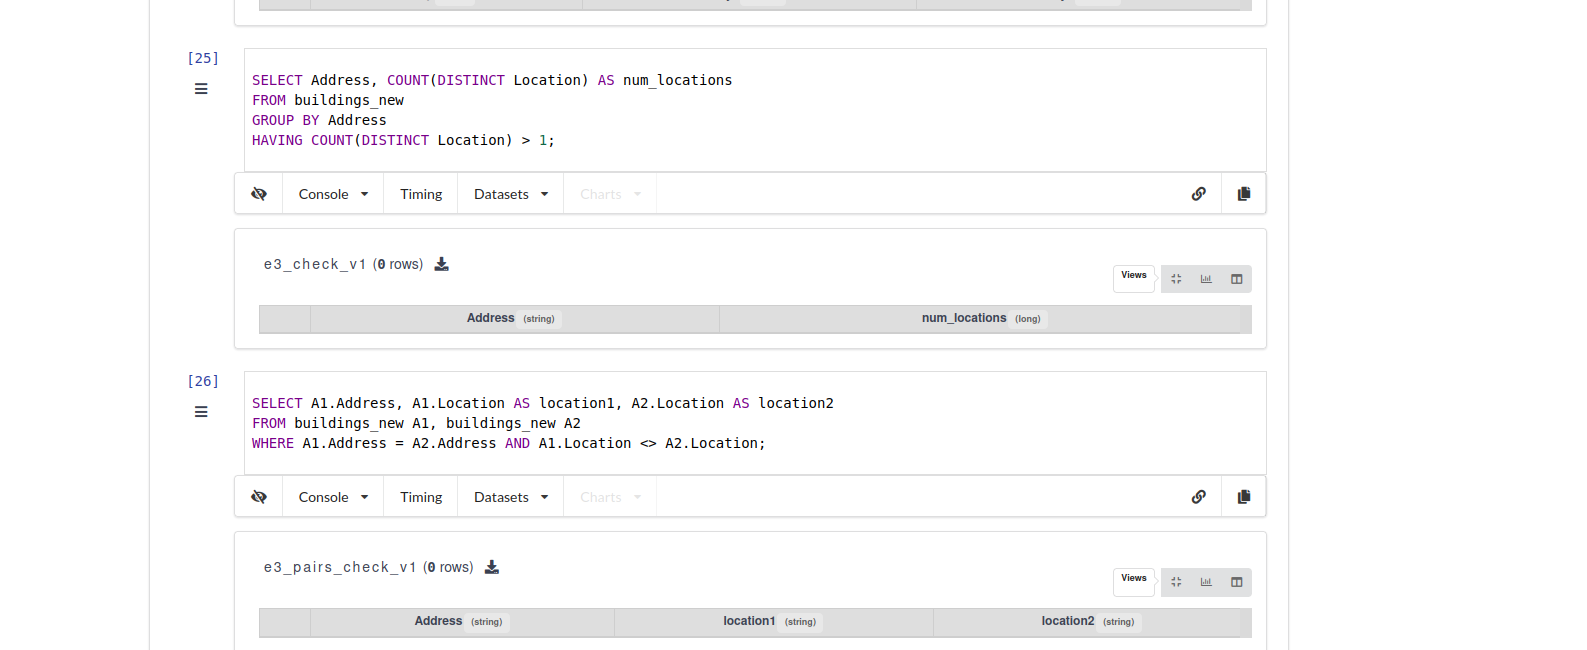 [25]
SELECT Address, COUNT(DISTINCT Location) AS num_locations
FROM buildings_new
GROUP BY Address
HAVING COUNT(DISTINCT Location) > 1;
Console Timing Datasets Charts
e3_check_v1 (0 rows)
Views
Address (string) num_locations (long)
[26]
SELECT A1.Address, A1.Location AS location1, A2.Location AS location2
FROM buildings_new A1, buildings_new A2
WHERE A1.Address = A2.Address AND A1.Location <> A2.Location;
Console Timing Datasets Charts
e3_pairs_check_v1 (0 rows)
Views
Address (string) location1 (string) location2 (string)